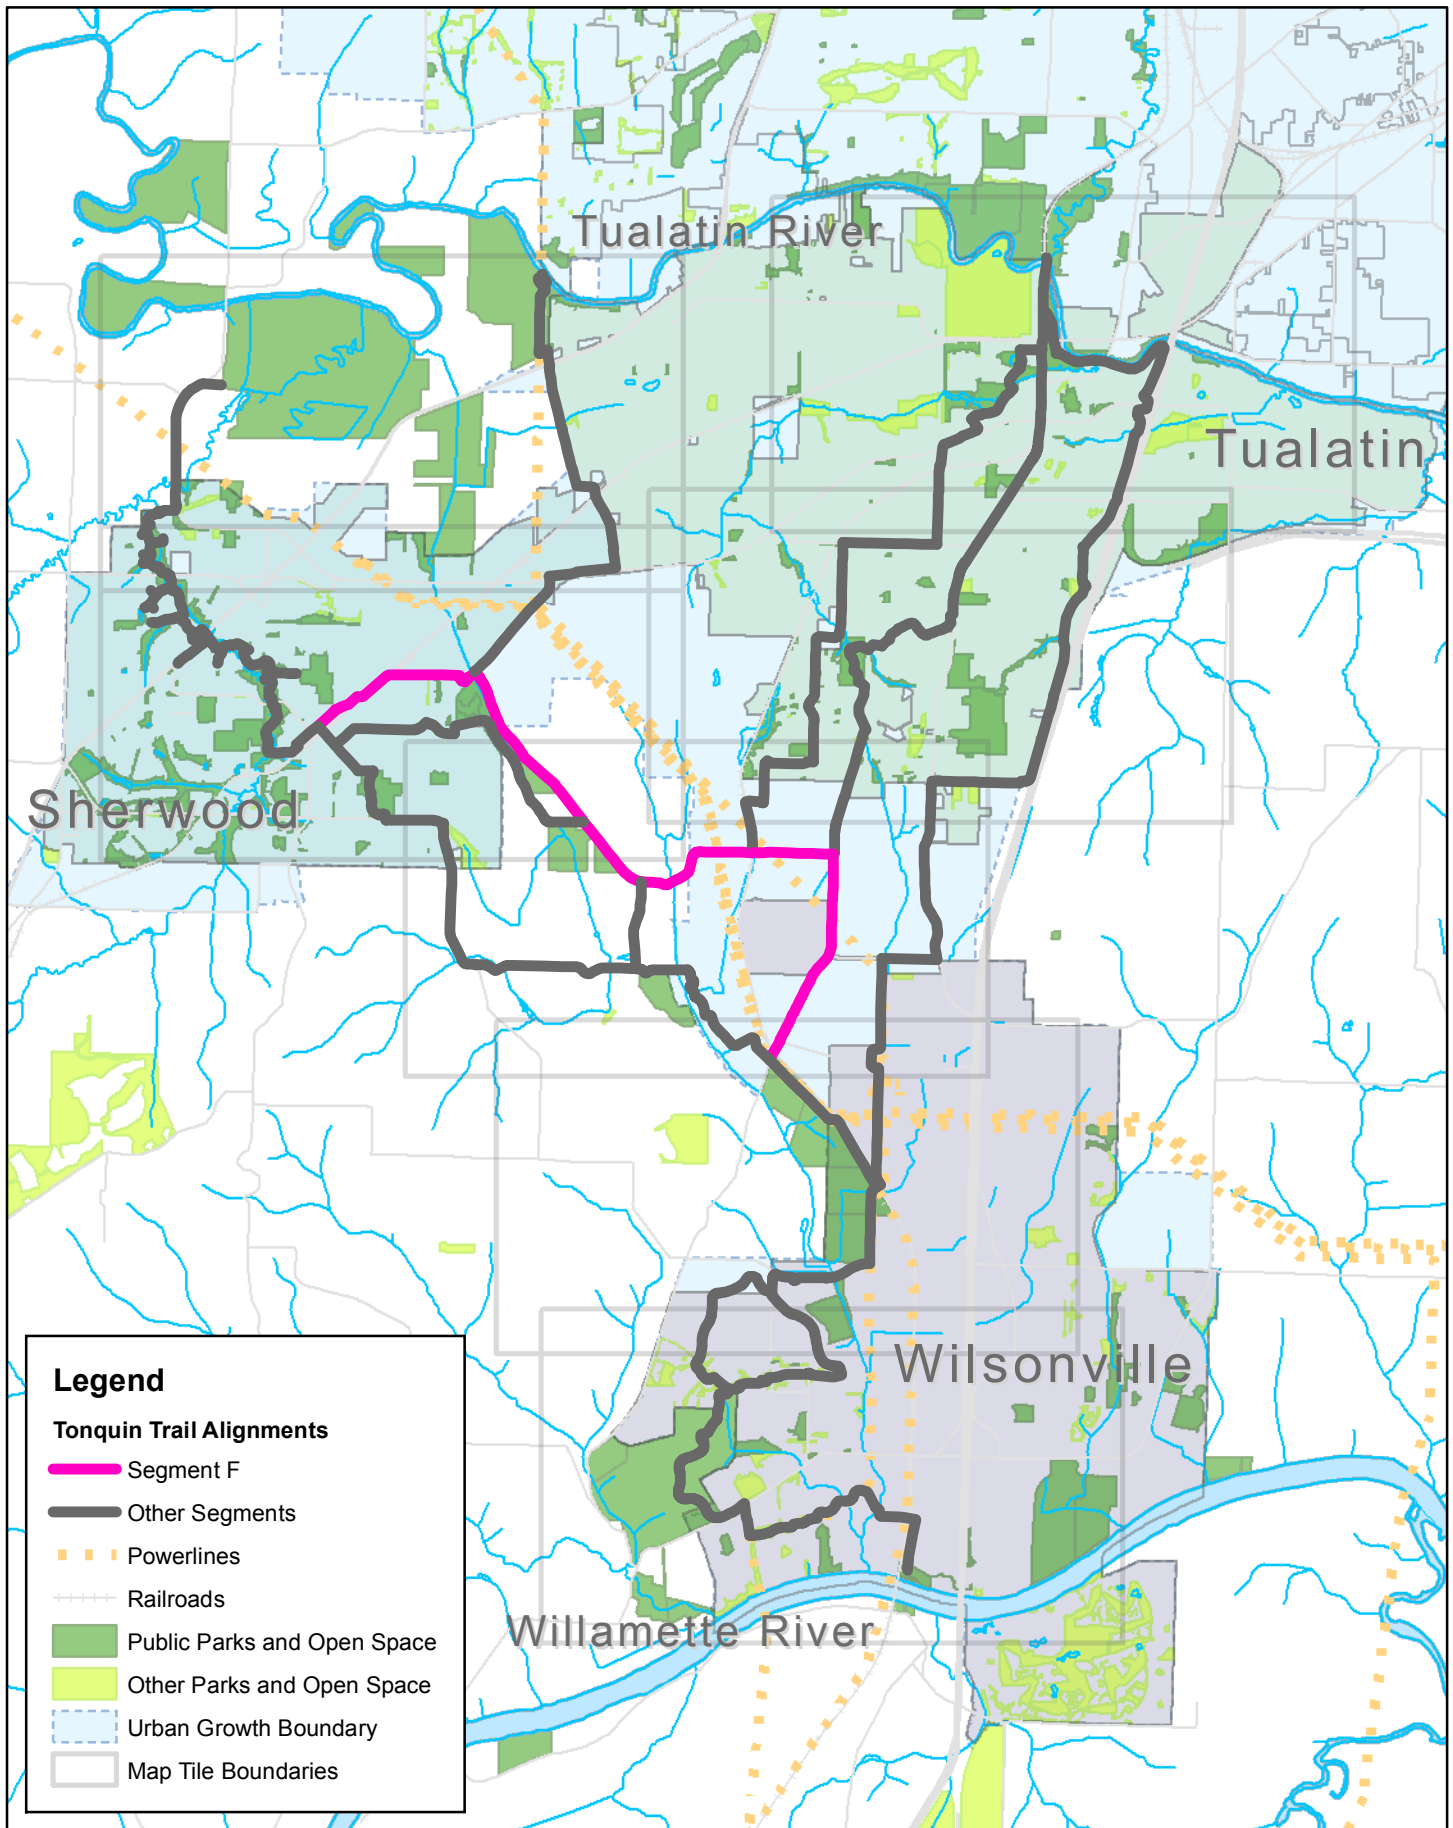 Tualatin River
Tualatin
Sherwood
Wilsonville
Willamette River
Legend
Tonquin Trail Alignments
Segment F
Other Segments
Powerlines
Railroads
Public Parks and Open Space
Other Parks and Open Space
Urban Growth Boundary
Map Tile Boundaries